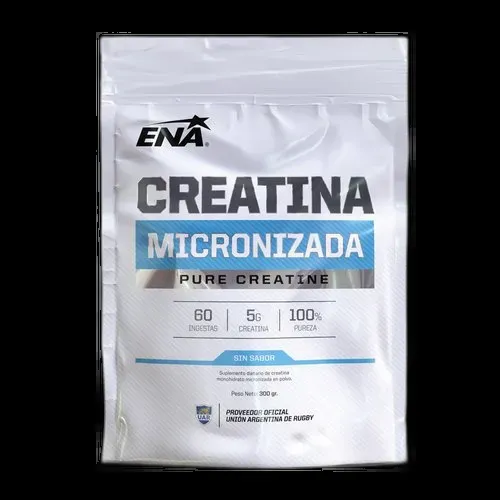 ENA®
CREATINA
MICRONIZADA
PURE CREATINE
60 INGESTAS
5G CREATINA
100% PUREZA
SIN SABOR
Suplemento dietario de creatina
monohidrato micronizada en polvo.
Peso Neto: 300 gr.
UAR
PROVEEDOR OFICIAL
UNIÓN ARGENTINA DE RUGBY